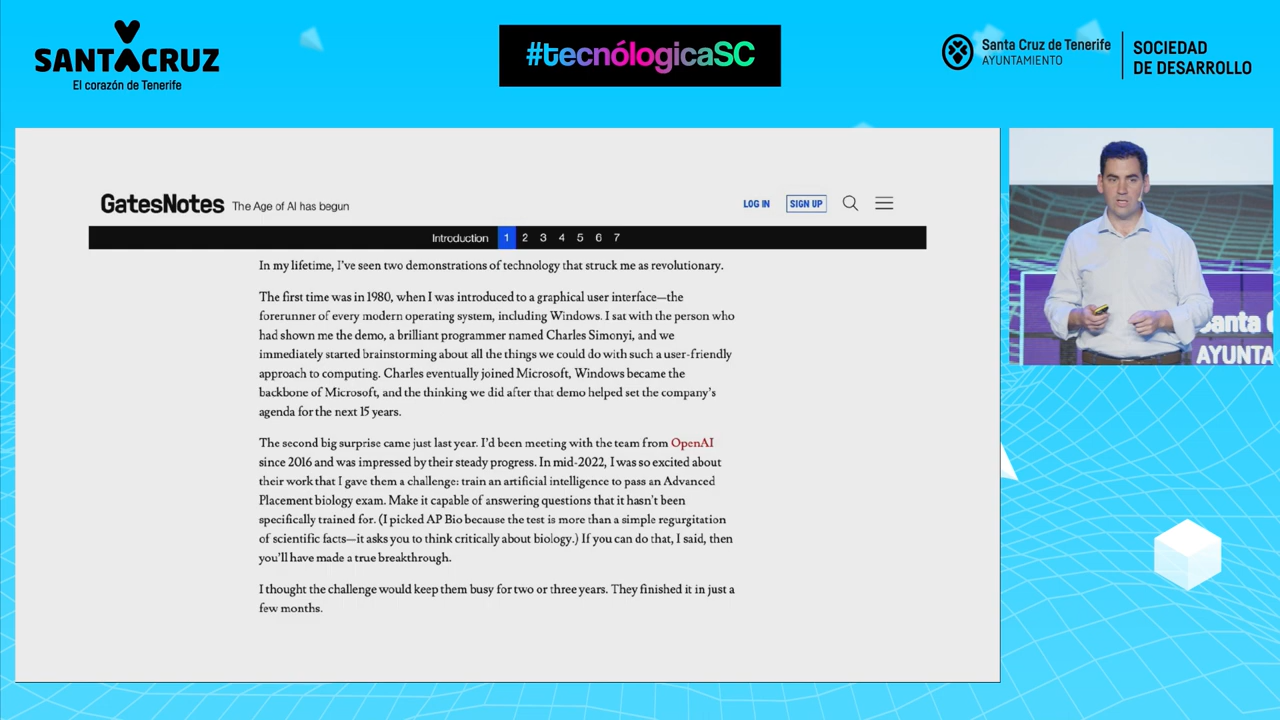 SANTACRUZ
El corazón de Tenerife
#tecnólogicaSC
Santa Cruz de Tenerife
AYUNTAMIENTO
SOCIEDAD
DE DESARROLLO
GatesNotes The Age of AI has begun
LOG IN SIGN UP
Introduction 1 2 3 4 5 6 7
In my lifetime, I've seen two demonstrations of technology that struck me as revolutionary.
The first time was in 1980, when I was introduced to a graphical user interface—the
forerunner of every modern operating system, including Windows. I sat with the person who
had shown me the demo, a brilliant programmer named Charles Simonyi, and we
immediately started brainstorming about all the things we could do with such a user-friendly
approach to computing. Charles eventually joined Microsoft, Windows became the
backbone of Microsoft, and the thinking we did after that demo helped set the company's
agenda for the next 15 years.
The second big surprise came just last year. I'd been meeting with the team from OpenAI
since 2016 and was impressed by their steady progress. In mid-2022, I was so excited about
their work that I gave them a challenge: train an artificial intelligence to pass an Advanced
Placement biology exam. Make it capable of answering questions that it hasn't been
specifically trained for. (I picked AP Bio because the test is more than a simple regurgitation
of scientific facts—it asks you to think critically about biology.) If you can do that, I said, then
you'll have made a true breakthrough.
I thought the challenge would keep them busy for two or three years. They finished it in just a
few months.
anta C
AYUNTA